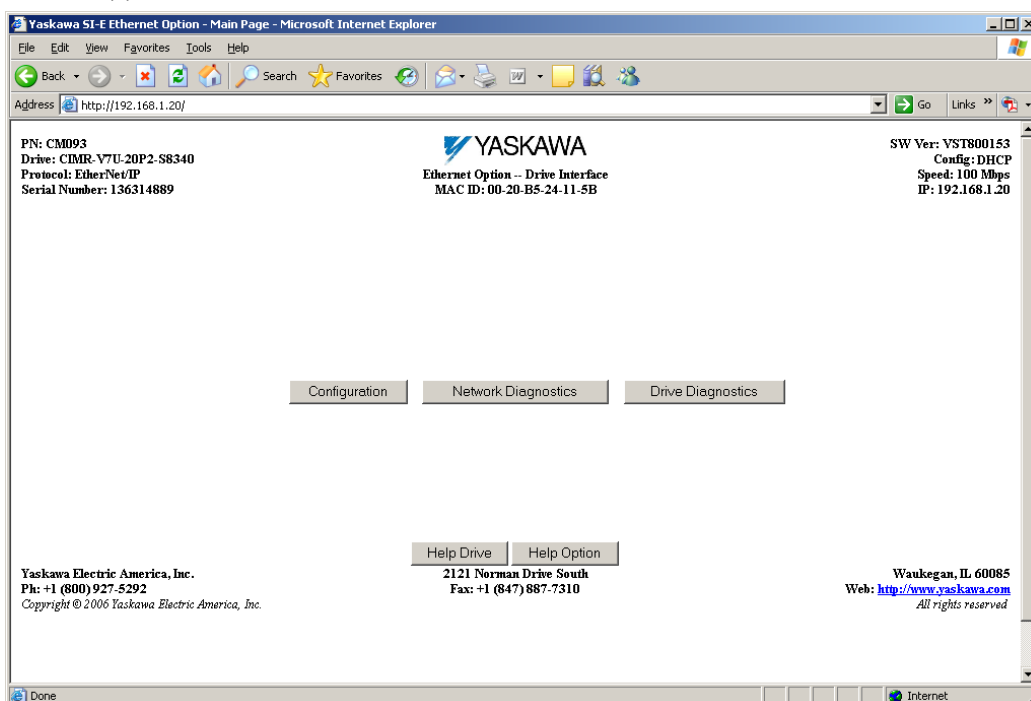 Yaskawa SI-E Ethernet Option - Main Page - Microsoft Internet Explorer
File Edit View Favorites Tools Help
Back Search Favorites
Address http://192.168.1.20/ Go Links »
PN: CM093
Drive: CIMR-V7U-20P2-S8340
Protocol: EtherNet/IP
Serial Number: 136314889
YASKAWA
Ethernet Option -- Drive Interface
MAC ID: 00-20-B5-24-11-5B
SW Ver: VST800153
Config: DHCP
Speed: 100 Mbps
IP: 192.168.1.20
Configuration Network Diagnostics Drive Diagnostics
Help Drive Help Option
Yaskawa Electric America, Inc.
Ph: +1 (800) 927-5292
Copyright © 2006 Yaskawa Electric America, Inc.
2121 Norman Drive South
Fax: +1 (847) 887-7310
Waukegan, IL 60085
Web: http://www.yaskawa.com
All rights reserved
Done Internet